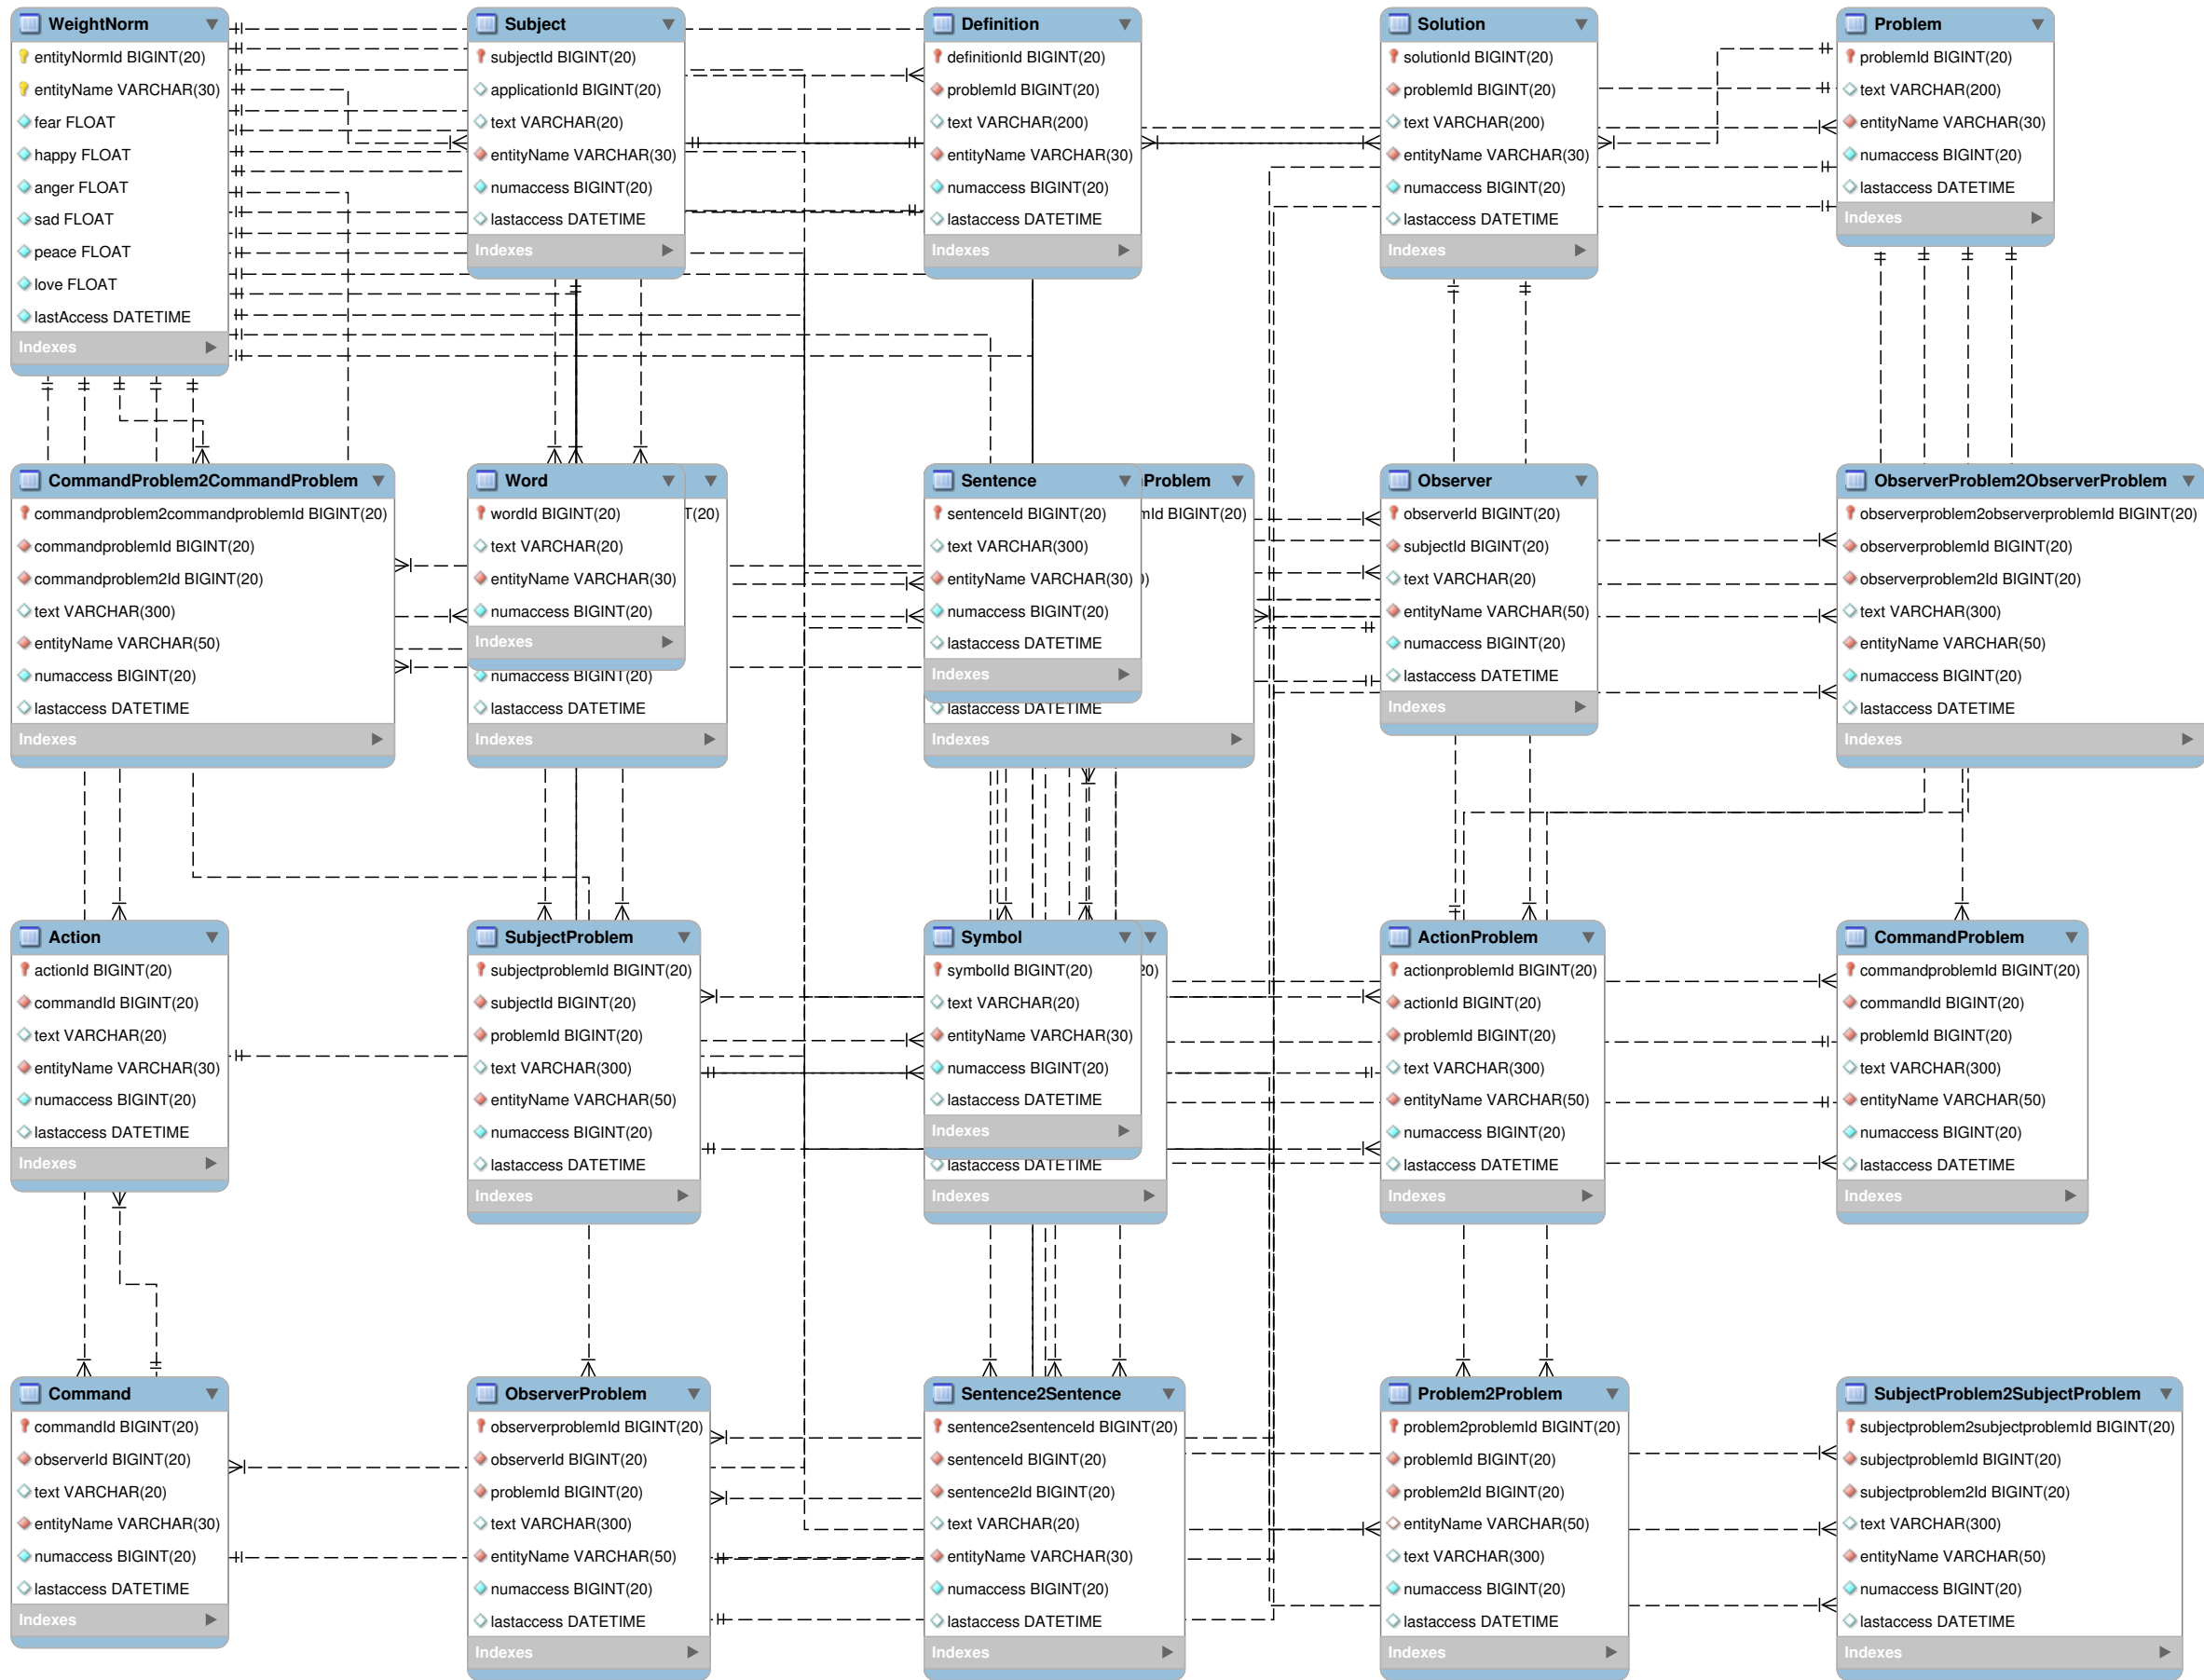 WeightNorm
entityNormId BIGINT(20)
entityName VARCHAR(30)
fear FLOAT
happy FLOAT
anger FLOAT
sad FLOAT
peace FLOAT
love FLOAT
lastAccess DATETIME
Indexes
Subject
subjectId BIGINT(20)
applicationId BIGINT(20)
text VARCHAR(20)
entityName VARCHAR(30)
numaccess BIGINT(20)
lastaccess DATETIME
Indexes
Definition
definitionId BIGINT(20)
problemId BIGINT(20)
text VARCHAR(200)
entityName VARCHAR(30)
numaccess BIGINT(20)
lastaccess DATETIME
Indexes
Solution
solutionId BIGINT(20)
problemId BIGINT(20)
text VARCHAR(200)
entityName VARCHAR(30)
numaccess BIGINT(20)
lastaccess DATETIME
Indexes
Problem
problemId BIGINT(20)
text VARCHAR(200)
entityName VARCHAR(30)
numaccess BIGINT(20)
lastaccess DATETIME
Indexes
CommandProblem2CommandProblem
commandproblem2commandproblemId BIGINT(20)
commandproblemId BIGINT(20)
commandproblem2Id BIGINT(20)
text VARCHAR(300)
entityName VARCHAR(50)
numaccess BIGINT(20)
lastaccess DATETIME
Indexes
Word
wordId BIGINT(20)
text VARCHAR(20)
entityName VARCHAR(30)
numaccess BIGINT(20)
Indexes
T(20)
numaccess BIGINT(20)
lastaccess DATETIME
Indexes
Sentence
sentenceId BIGINT(20)
text VARCHAR(300)
entityName VARCHAR(30)
numaccess BIGINT(20)
lastaccess DATETIME
Indexes
Problem
mId BIGINT(20)
lastaccess DATETIME
Indexes
Observer
observerId BIGINT(20)
subjectId BIGINT(20)
text VARCHAR(20)
entityName VARCHAR(50)
numaccess BIGINT(20)
lastaccess DATETIME
Indexes
ObserverProblem2ObserverProblem
observerproblem2observerproblemId BIGINT(20)
observerproblemId BIGINT(20)
observerproblem2Id BIGINT(20)
text VARCHAR(300)
entityName VARCHAR(50)
numaccess BIGINT(20)
lastaccess DATETIME
Indexes
Action
actionId BIGINT(20)
commandId BIGINT(20)
text VARCHAR(20)
entityName VARCHAR(30)
numaccess BIGINT(20)
lastaccess DATETIME
Indexes
SubjectProblem
subjectproblemId BIGINT(20)
subjectId BIGINT(20)
problemId BIGINT(20)
text VARCHAR(300)
entityName VARCHAR(50)
numaccess BIGINT(20)
lastaccess DATETIME
Indexes
Symbol
symbolId BIGINT(20)
text VARCHAR(20)
entityName VARCHAR(30)
numaccess BIGINT(20)
lastaccess DATETIME
Indexes
20)
lastaccess DATETIME
Indexes
ActionProblem
actionproblemId BIGINT(20)
actionId BIGINT(20)
problemId BIGINT(20)
text VARCHAR(300)
entityName VARCHAR(50)
numaccess BIGINT(20)
lastaccess DATETIME
Indexes
CommandProblem
commandproblemId BIGINT(20)
commandId BIGINT(20)
problemId BIGINT(20)
text VARCHAR(300)
entityName VARCHAR(50)
numaccess BIGINT(20)
lastaccess DATETIME
Indexes
Command
commandId BIGINT(20)
observerId BIGINT(20)
text VARCHAR(20)
entityName VARCHAR(30)
numaccess BIGINT(20)
lastaccess DATETIME
Indexes
ObserverProblem
observerproblemId BIGINT(20)
observerId BIGINT(20)
problemId BIGINT(20)
text VARCHAR(300)
entityName VARCHAR(50)
numaccess BIGINT(20)
lastaccess DATETIME
Indexes
Sentence2Sentence
sentence2sentenceId BIGINT(20)
sentenceId BIGINT(20)
sentence2Id BIGINT(20)
text VARCHAR(20)
entityName VARCHAR(30)
numaccess BIGINT(20)
lastaccess DATETIME
Indexes
Problem2Problem
problem2problemId BIGINT(20)
problemId BIGINT(20)
problem2Id BIGINT(20)
entityName VARCHAR(50)
text VARCHAR(300)
numaccess BIGINT(20)
lastaccess DATETIME
Indexes
SubjectProblem2SubjectProblem
subjectproblem2subjectproblemId BIGINT(20)
subjectproblemId BIGINT(20)
subjectproblem2Id BIGINT(20)
text VARCHAR(300)
entityName VARCHAR(50)
numaccess BIGINT(20)
lastaccess DATETIME
Indexes